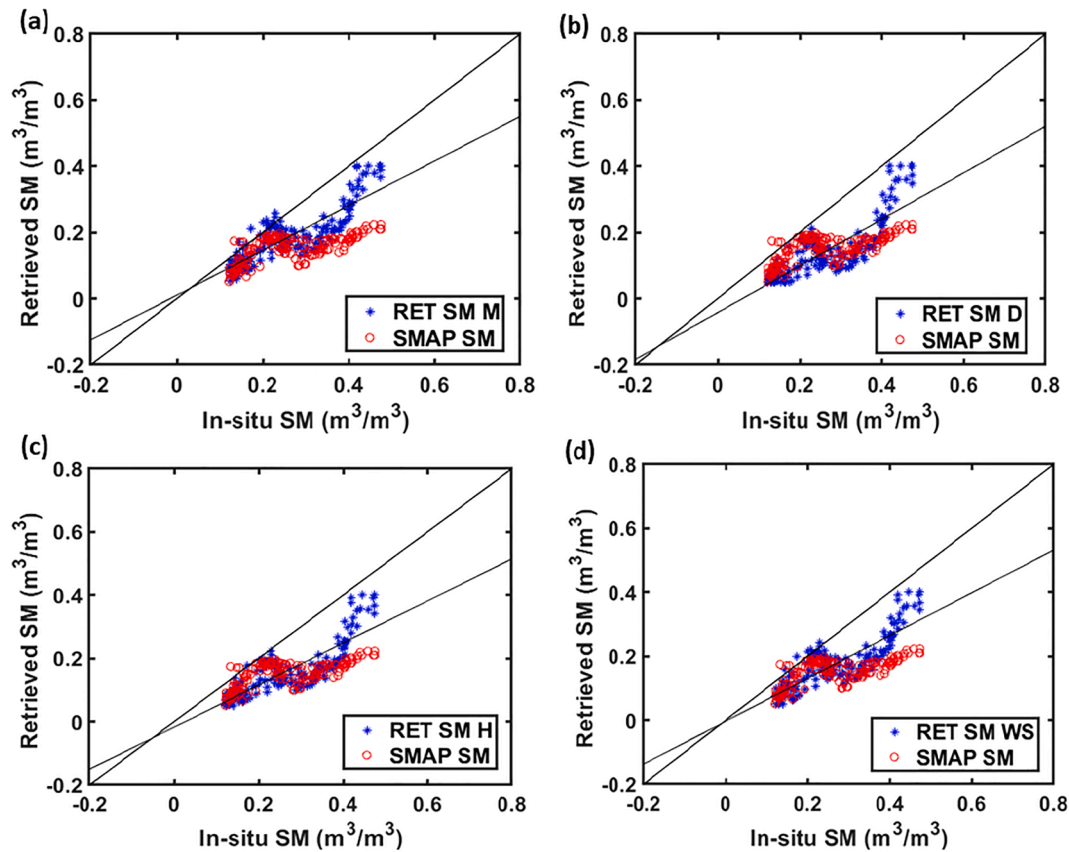 (a)
0.8
0.6
0.4
0.2
0
-0.2
Retrieved SM (m³/m³)
RET SM M
SMAP SM
-0.2 0 0.2 0.4 0.6 0.8
In-situ SM (m³/m³)
(b)
0.8
0.6
0.4
0.2
0
-0.2
Retrieved SM (m³/m³)
RET SM D
SMAP SM
-0.2 0 0.2 0.4 0.6 0.8
In-situ SM (m³/m³)
(c)
0.8
0.6
0.4
0.2
0
-0.2
Retrieved SM (m³/m³)
RET SM H
SMAP SM
-0.2 0 0.2 0.4 0.6 0.8
In-situ SM (m³/m³)
(d)
0.8
0.6
0.4
0.2
0
-0.2
Retrieved SM (m³/m³)
RET SM WS
SMAP SM
-0.2 0 0.2 0.4 0.6 0.8
In-situ SM (m³/m³)